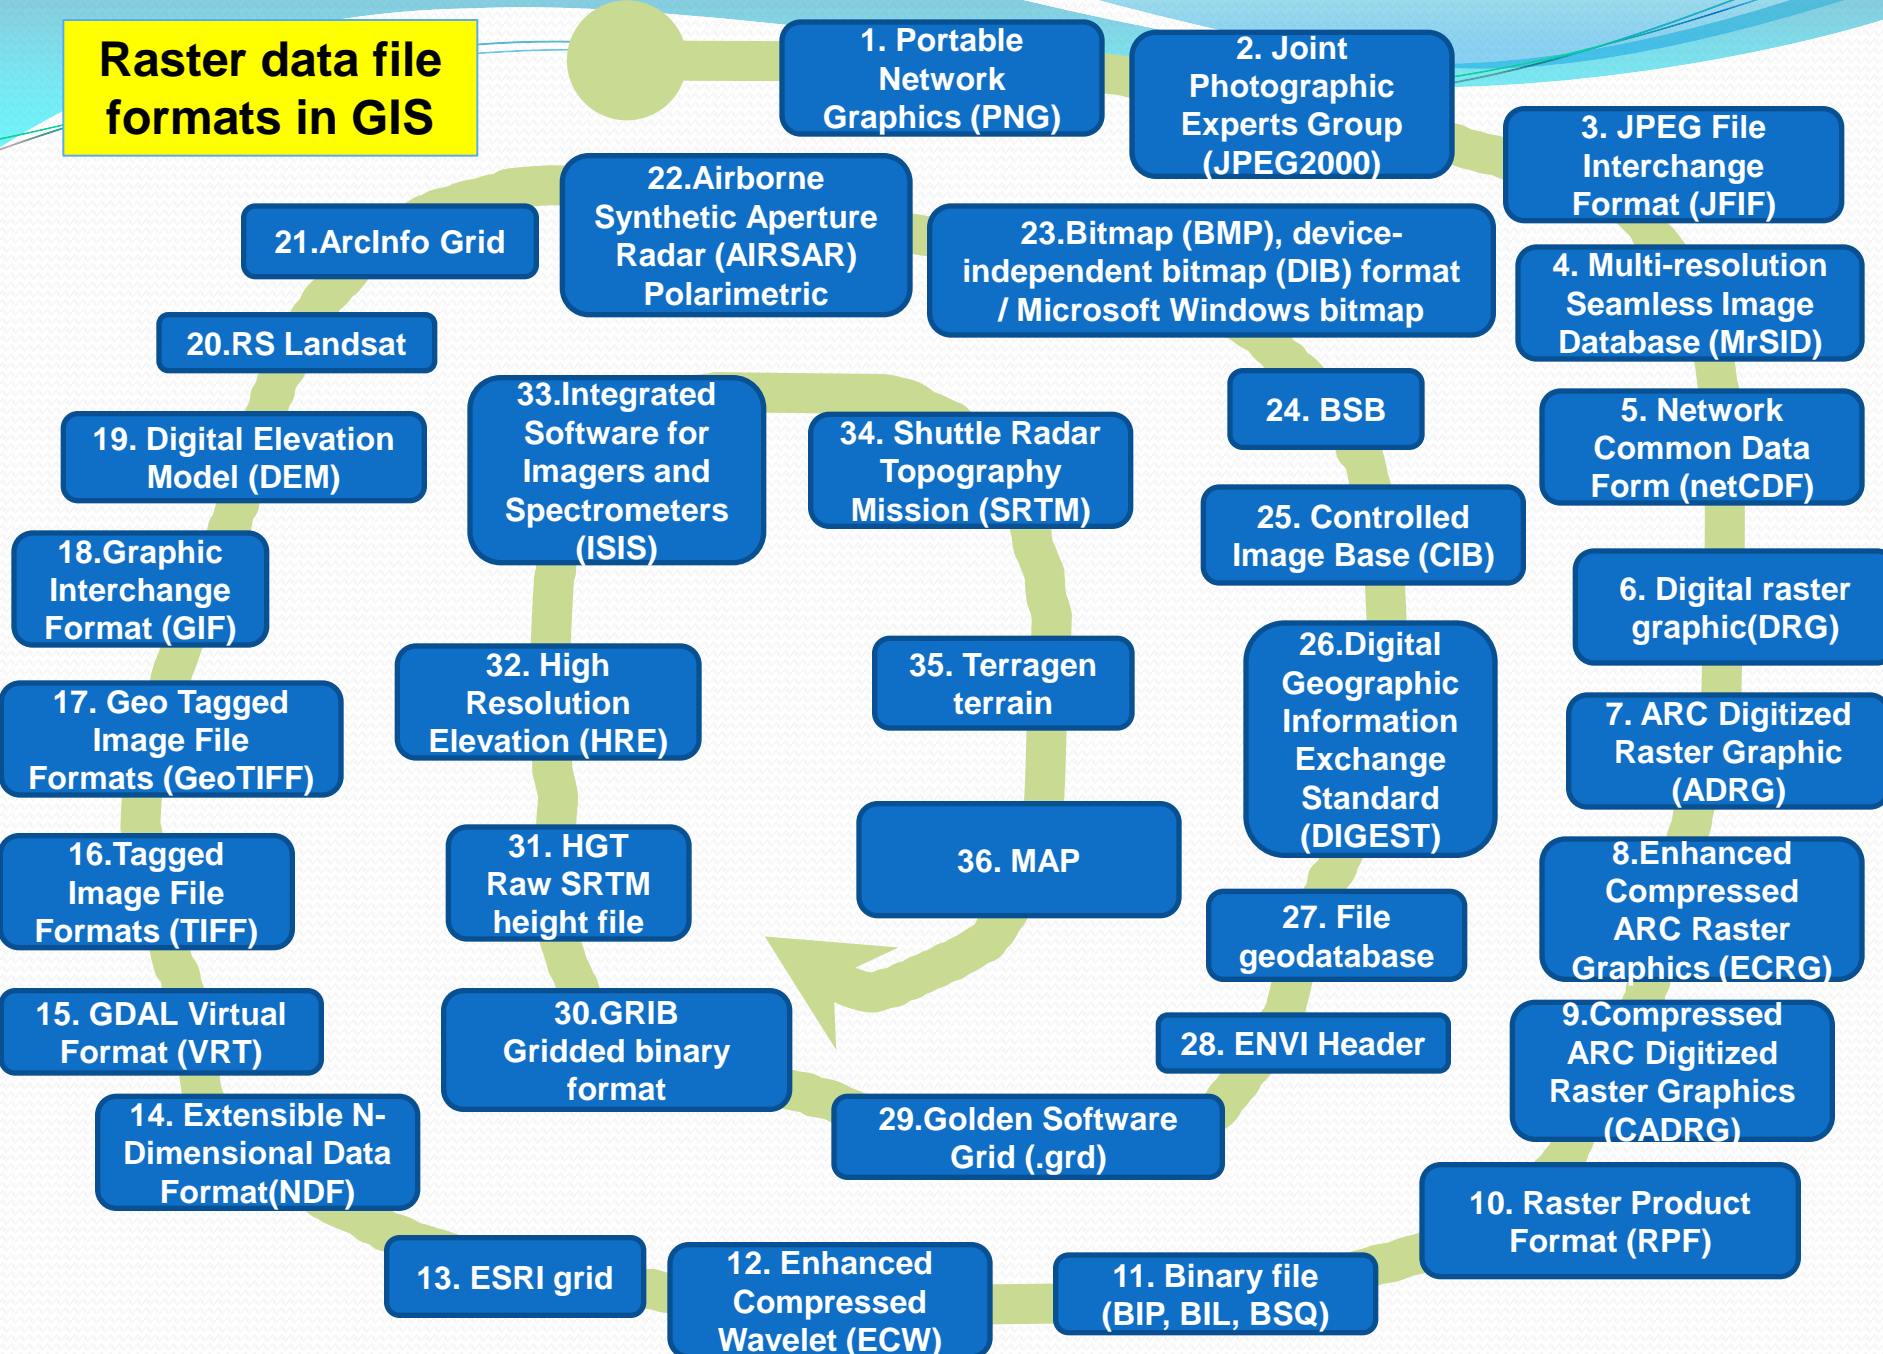 Raster data file
formats in GIS
1. Portable
Network
Graphics (PNG)
2. Joint
Photographic
Experts Group
(JPEG2000)
3. JPEG File
Interchange
Format (JFIF)
4. Multi-resolution
Seamless Image
Database (MrSID)
5. Network
Common Data
Form (netCDF)
6. Digital raster
graphic(DRG)
7. ARC Digitized
Raster Graphic
(ADRG)
8.Enhanced
Compressed
ARC Raster
Graphics (ECRG)
9.Compressed
ARC Digitized
Raster Graphics
(CADRG)
10. Raster Product
Format (RPF)
11. Binary file
(BIP, BIL, BSQ)
12. Enhanced
Compressed
Wavelet (ECW)
13. ESRI grid
14. Extensible N-
Dimensional Data
Format(NDF)
15. GDAL Virtual
Format (VRT)
16.Tagged
Image File
Formats (TIFF)
17. Geo Tagged
Image File
Formats (GeoTIFF)
18.Graphic
Interchange
Format (GIF)
19. Digital Elevation
Model (DEM)
20.RS Landsat
21.ArcInfo Grid
22.Airborne
Synthetic Aperture
Radar (AIRSAR)
Polarimetric
23.Bitmap (BMP), device-
independent bitmap (DIB) format
/ Microsoft Windows bitmap
24. BSB
25. Controlled
Image Base (CIB)
26.Digital
Geographic
Information
Exchange
Standard
(DIGEST)
27. File
geodatabase
28. ENVI Header
29.Golden Software
Grid (.grd)
30.GRIB
Gridded binary
format
31. HGT
Raw SRTM
height file
32. High
Resolution
Elevation (HRE)
33.Integrated
Software for
Imagers and
Spectrometers
(ISIS)
34. Shuttle Radar
Topography
Mission (SRTM)
35. Terragen
terrain
36. MAP